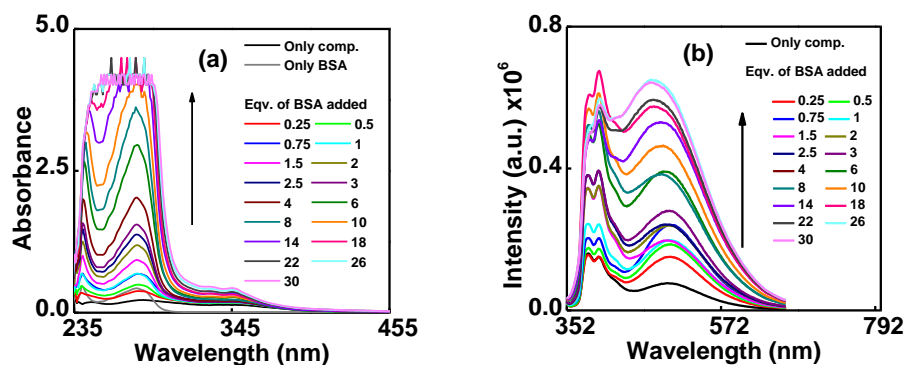 (a)
Absorbance
5.0
2.5
0.0
235 345 455
Wavelength (nm)
Only comp.
Only BSA
Eqv. of BSA added
0.25 0.5
0.75 1
1.5 2
2.5 3
4 6
8 10
14 18
22 26
30
(b)
Intensity (a.u.) x10⁶
0.8
0.4
0.0
352 572 792
Wavelength (nm)
Only comp.
Eqv. of BSA added
0.25 0.5
0.75 1
1.5 2
2.5 3
4 6
8 10
14 18
22 26
30